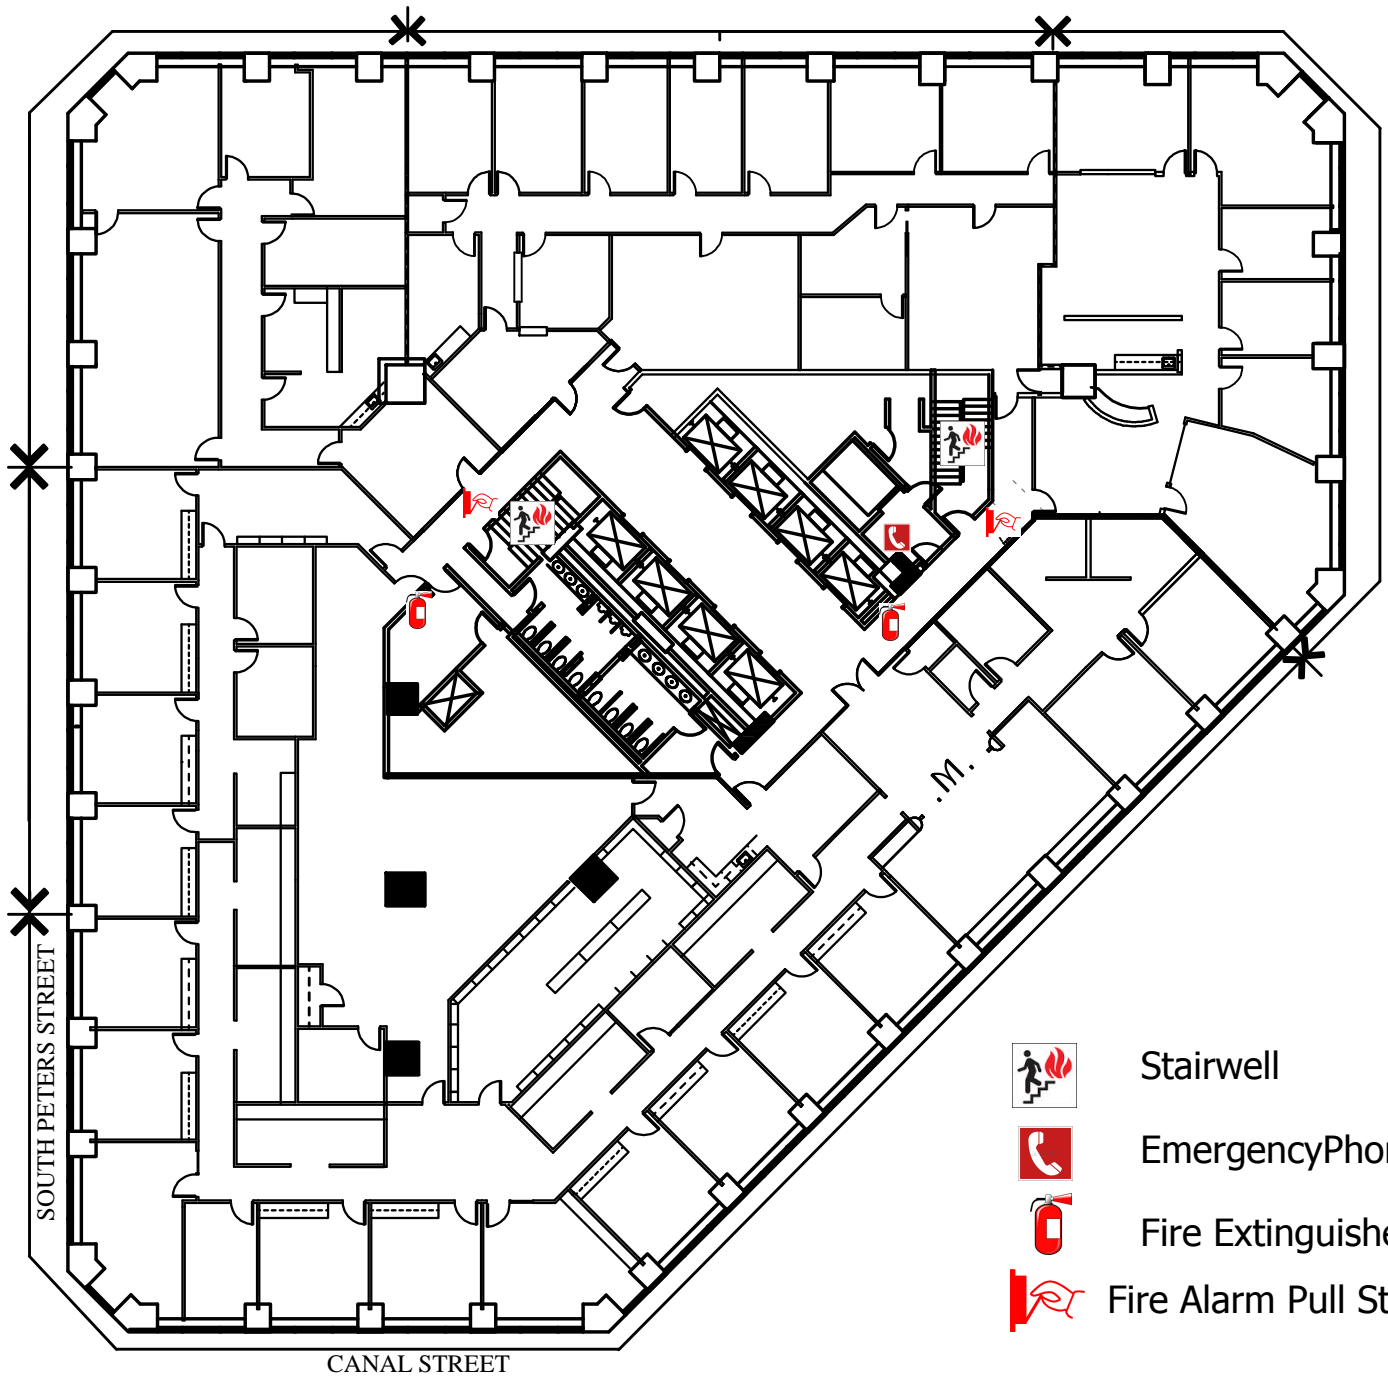 .M.
SOUTH PETERS STREET
Stairwell
EmergencyPhon
Fire Extinguishe
Fire Alarm Pull St
CANAL STREET